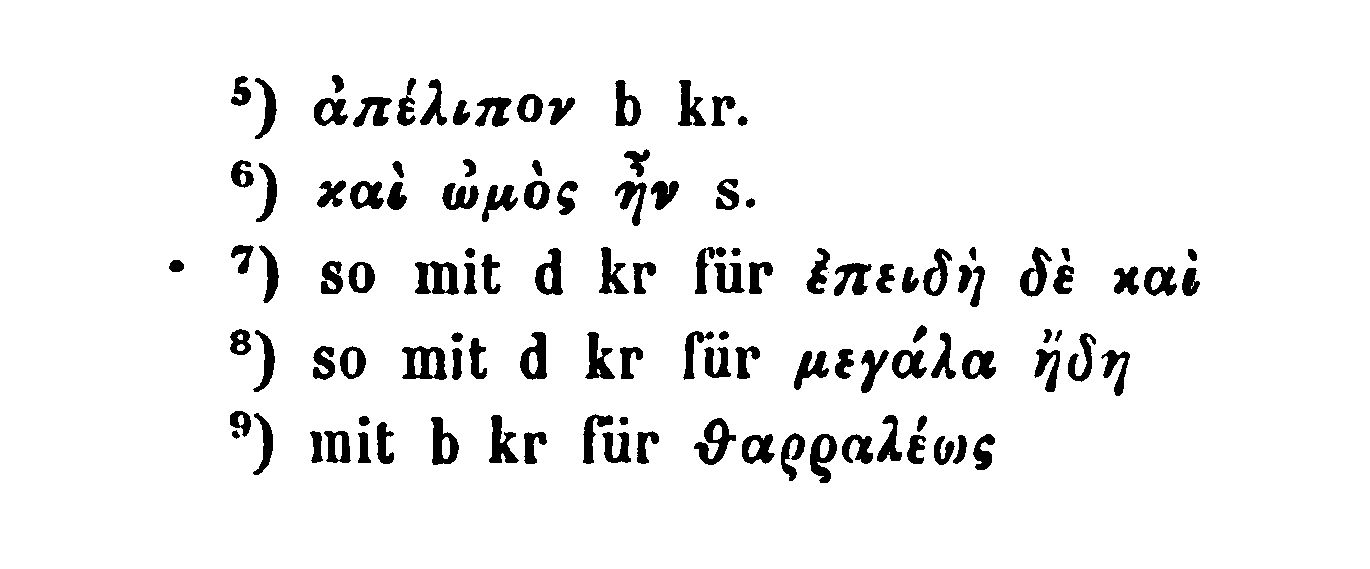 ⁵) ἀπέλιπον b kr.
⁶) καὶ ὠμὸς ἦν s.
• ⁷) so mit d kr für ἐπειδὴ δὲ καὶ
⁸) so mit d kr für μεγάλα ἤδη
⁹) mit b kr für θαρραλέως